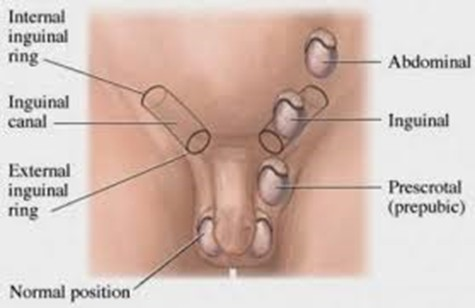 Internal
inguinal
ring
Inguinal
canal
External
inguinal
ring
Normal position
Abdominal
Inguinal
Prescrotal
(prepubic)